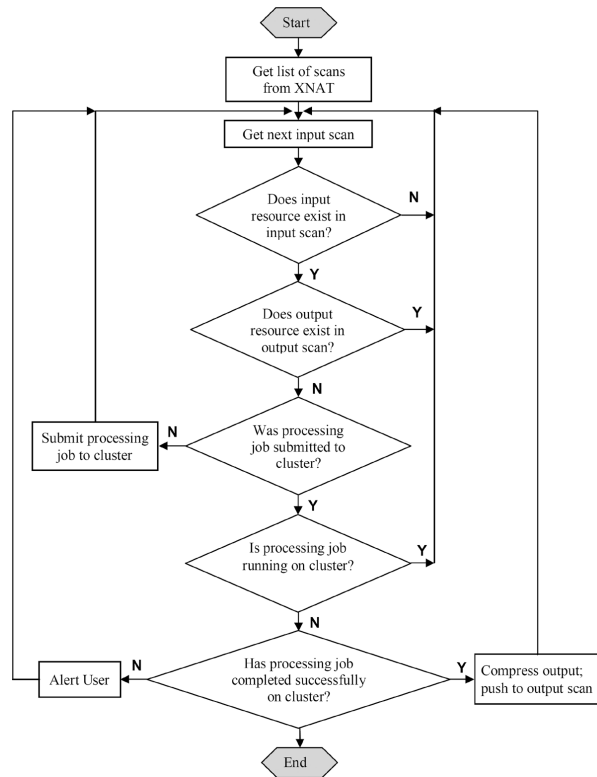 Start
Get list of scans
from XNAT
Get next input scan
Does input
resource exist in
input scan?
N
Y
Does output
resource exist in
output scan?
Y
N
Submit processing
job to cluster
N
Was processing
job submitted to
cluster?
Y
Is processing job
running on cluster?
Y
N
Alert User
N
Has processing job
completed successfully
on cluster?
Y
Compress output;
push to output scan
End